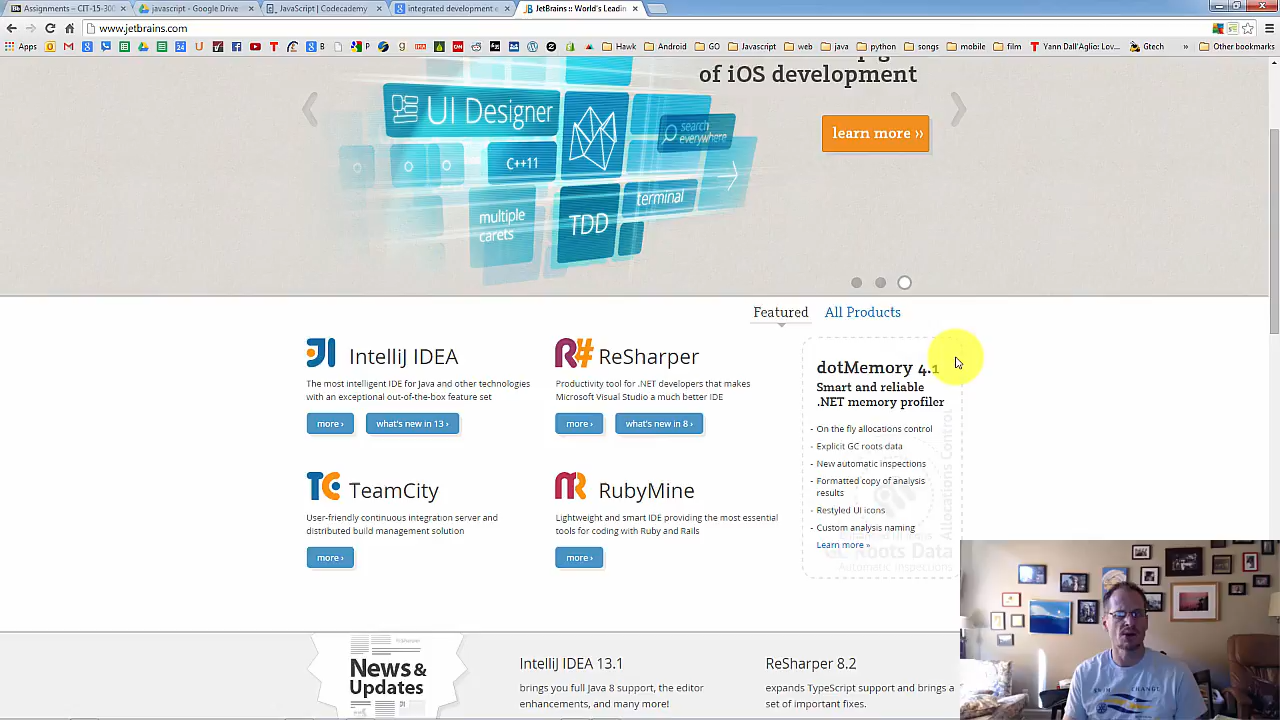 Assignments – CIT-15-300
javascript - Google Drive
JavaScript | Codecademy
integrated development e
JetBrains :: World's Leadin
www.jetbrains.com
Apps
Hawk
Android
GO
Javascript
web
java
python
songs
mobile
film
Yann Dall'Aglio: Lov...
Gtech
»
Other bookmarks
of iOS development
learn more ››
UI Designer
search everywhere
C++11
multiple carets
TDD
terminal
Featured
All Products
IntelliJ IDEA
The most intelligent IDE for Java and other technologies
with an exceptional out-of-the-box feature set
more ›
what's new in 13 ›
ReSharper
Productivity tool for .NET developers that makes
Microsoft Visual Studio a much better IDE
more ›
what's new in 8 ›
TeamCity
User-friendly continuous integration server and
distributed build management solution
more ›
RubyMine
Lightweight and smart IDE providing the most essential
tools for coding with Ruby and Rails
more ›
dotMemory 4.1
Smart and reliable
.NET memory profiler
- On the fly allocations control
- Explicit GC roots data
- New automatic inspections
- Formatted copy of analysis
results
- Restyled UI icons
- Custom analysis naming
Learn more »
Allocations Control
GC Roots Data
Automatic Inspections
News &
Updates
IntelliJ IDEA 13.1
brings you full Java 8 support, the editor
enhancements, and many more!
ReSharper 8.2
expands TypeScript support and brings a
set of important fixes.